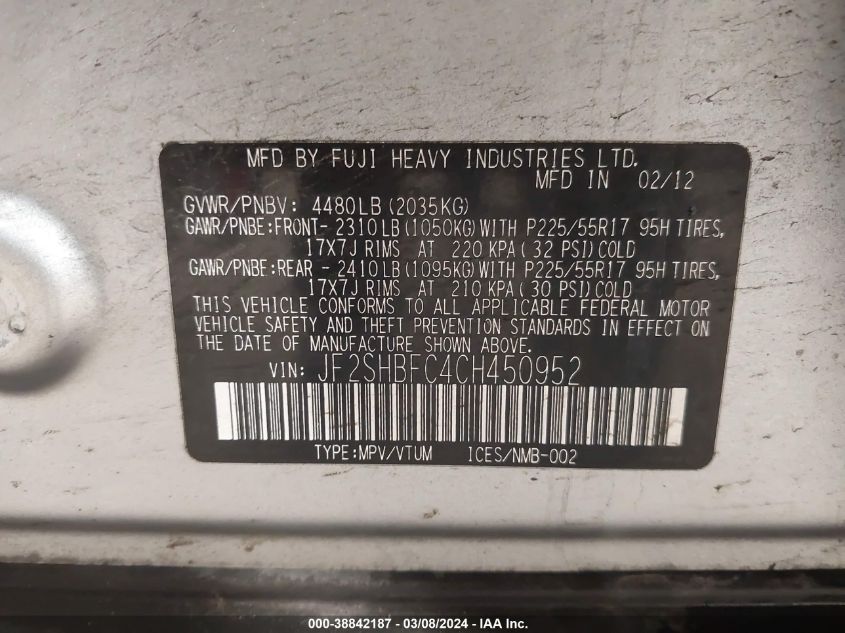 MFD BY FUJI HEAVY INDUSTRIES LTD.
MFD IN 02/12
GVWR/PNBV: 4480LB (2035KG)
GAWR/PNBE:FRONT- 2310LB(1050KG)WITH P225/55R17 95H TIRES,
17X7J RIMS AT 220 KPA( 32 PSI)COLD
GAWR/PNBE:REAR - 2410LB(1095KG)WITH P225/55R17 95H TIRES,
17X7J RIMS AT 210 KPA( 30 PSI)COLD
THIS VEHICLE CONFORMS TO ALL APPLICABLE FEDERAL MOTOR
VEHICLE SAFETY AND THEFT PREVENTION STANDARDS IN EFFECT ON
THE DATE OF MANUFACTURE SHOWN ABOVE.
VIN: JF2SHBFC4CH450952
TYPE:MPV/VTUM ICES/NMB-002
000-38842187 - 03/08/2024 - IAA Inc.